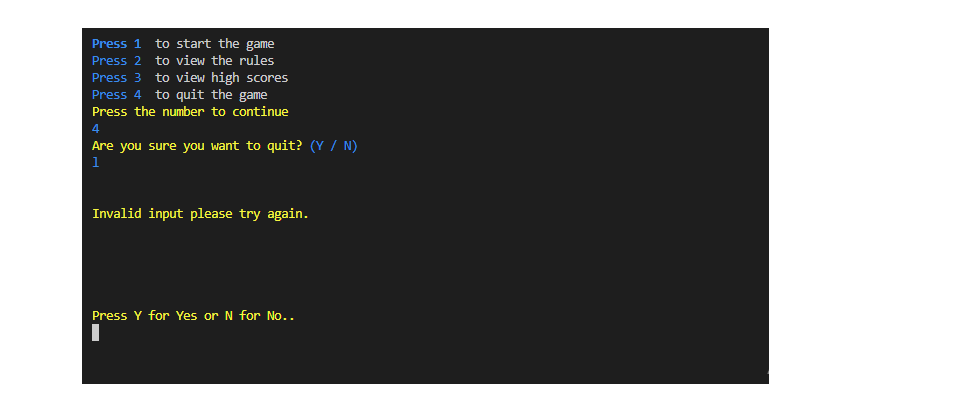 Press 1 to start the game
Press 2 to view the rules
Press 3 to view high scores
Press 4 to quit the game
Press the number to continue
4
Are you sure you want to quit? (Y / N)
l
Invalid input please try again.
Press Y for Yes or N for No..